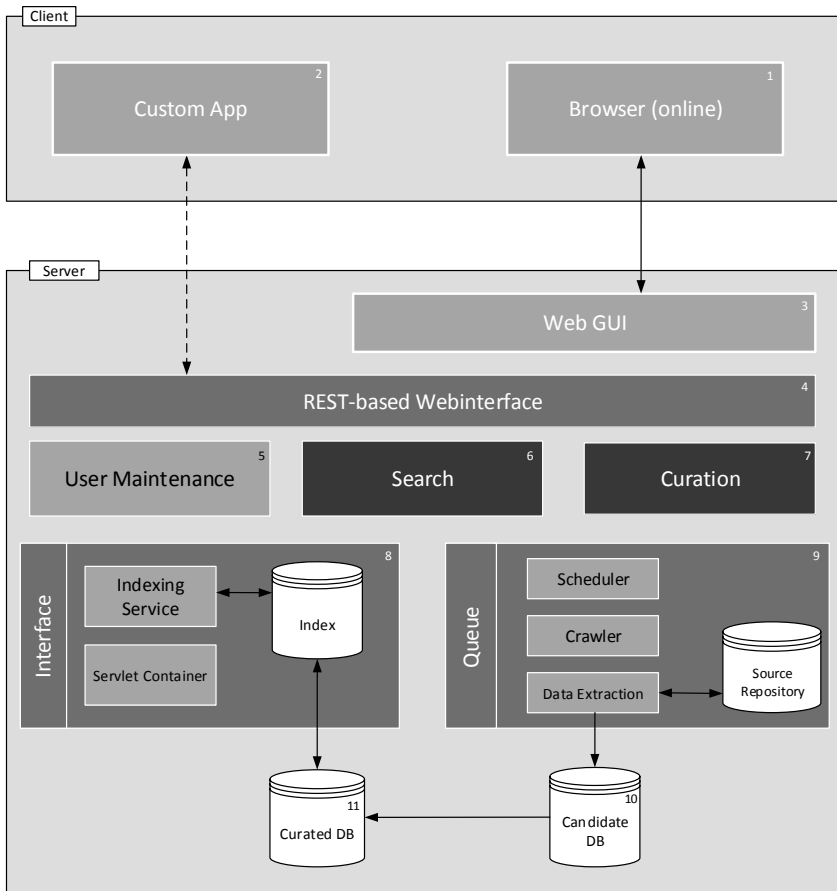 Client
2
Custom App
1
Browser (online)
Server
3
Web GUI
4
REST-based Webinterface
5
User Maintenance
6
Search
7
Curation
Interface
8
Indexing
Service
Index
Servlet Container
Queue
9
Scheduler
Crawler
Data Extraction
Source
Repository
11
Curated DB
10
Candidate
DB